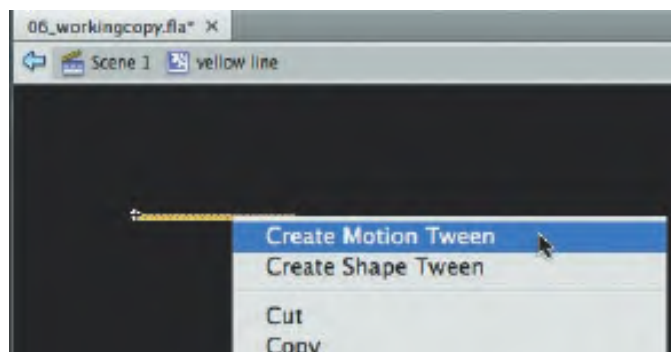 06_workingcopy.fla* ×
Scene 1 yellow line
Create Motion Tween
Create Shape Tween
Cut
Copy